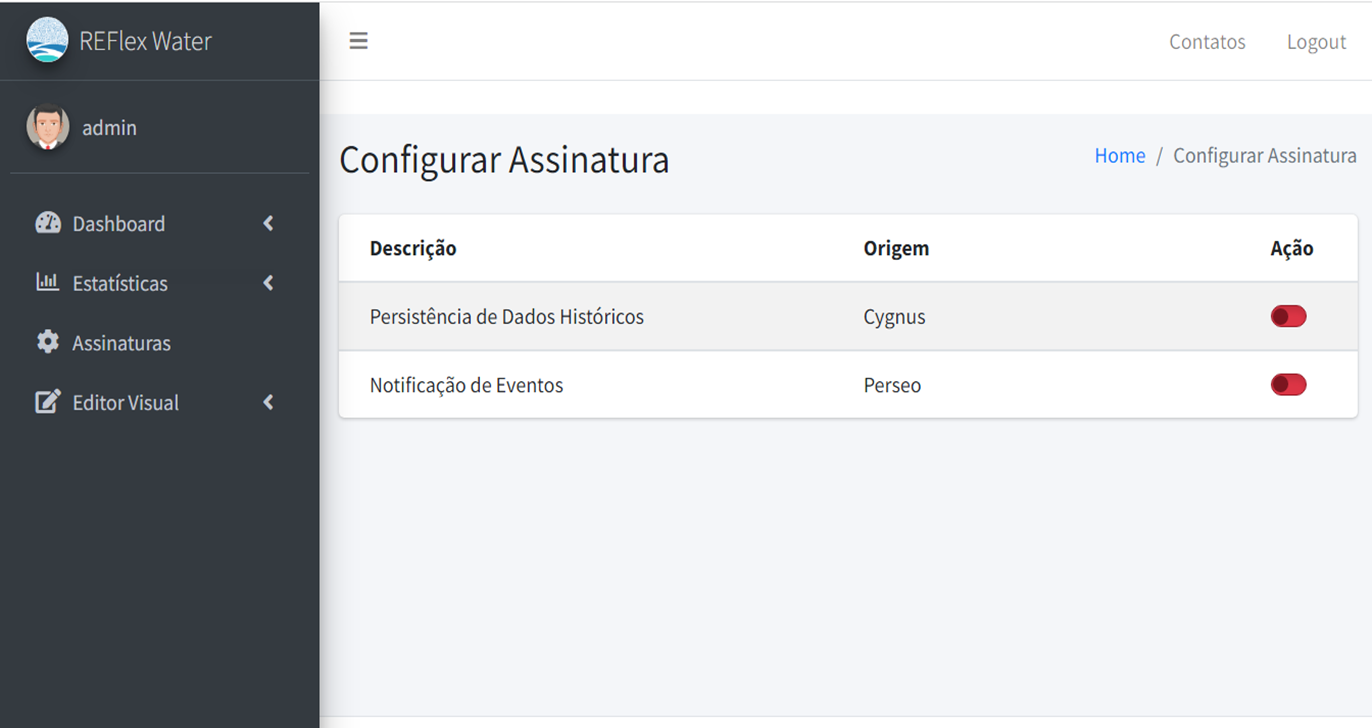 REFlex Water
Contatos Logout
admin
Dashboard
Estatísticas
Assinaturas
Editor Visual
Configurar Assinatura
Home / Configurar Assinatura
Descrição Origem Ação
Persistência de Dados Históricos Cygnus
Notificação de Eventos Perseo